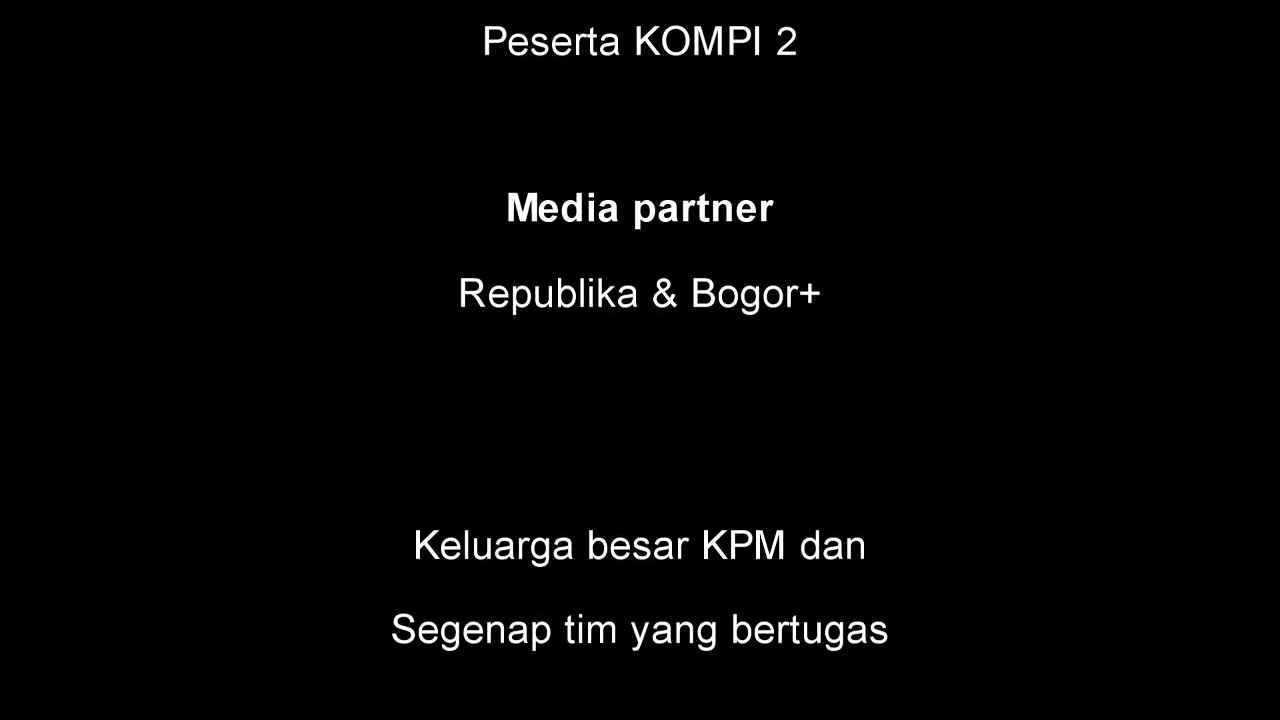 Peserta KOMPI 2
Media partner
Republika & Bogor+
Keluarga besar KPM dan
Segenap tim yang bertugas